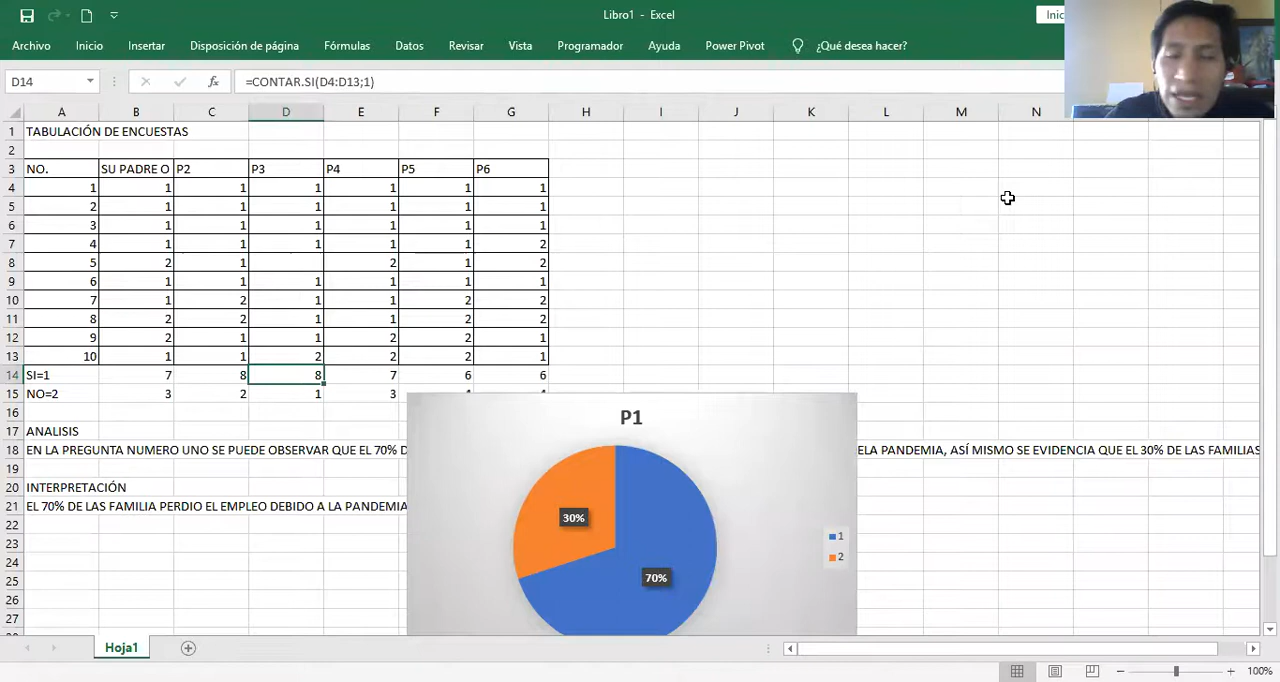 Libro1 - Excel
Inic
Archivo Inicio Insertar Disposición de página Fórmulas Datos Revisar Vista Programador Ayuda Power Pivot ¿Qué desea hacer?
D14 fx =CONTAR.SI(D4:D13;1)
A B C D E F G H I J K L M N
1 TABULACIÓN DE ENCUESTAS
2
3 NO. SU PADRE O P2 P3 P4 P5 P6
4 1 1 1 1 1 1 1
5 2 1 1 1 1 1 1
6 3 1 1 1 1 1 1
7 4 1 1 1 1 1 2
8 5 2 1 2 1 2
9 6 1 1 1 1 1 1
10 7 1 2 1 1 2 2
11 8 2 2 1 1 2 2
12 9 2 1 1 2 2 1
13 10 1 1 2 2 2 1
14 SI=1 7 8 8 7 6 6
15 NO=2 3 2 1 3
16
17 ANALISIS
18 EN LA PREGUNTA NUMERO UNO SE PUEDE OBSERVAR QUE EL 70% D ELA PANDEMIA, ASÍ MISMO SE EVIDENCIA QUE EL 30% DE LAS FAMILIAS
19
20 INTERPRETACIÓN
21 EL 70% DE LAS FAMILIA PERDIO EL EMPLEO DEBIDO A LA PANDEMIA
22
23
24
25
26
27
P1
30%
70%
1
2
Hoja1
100%